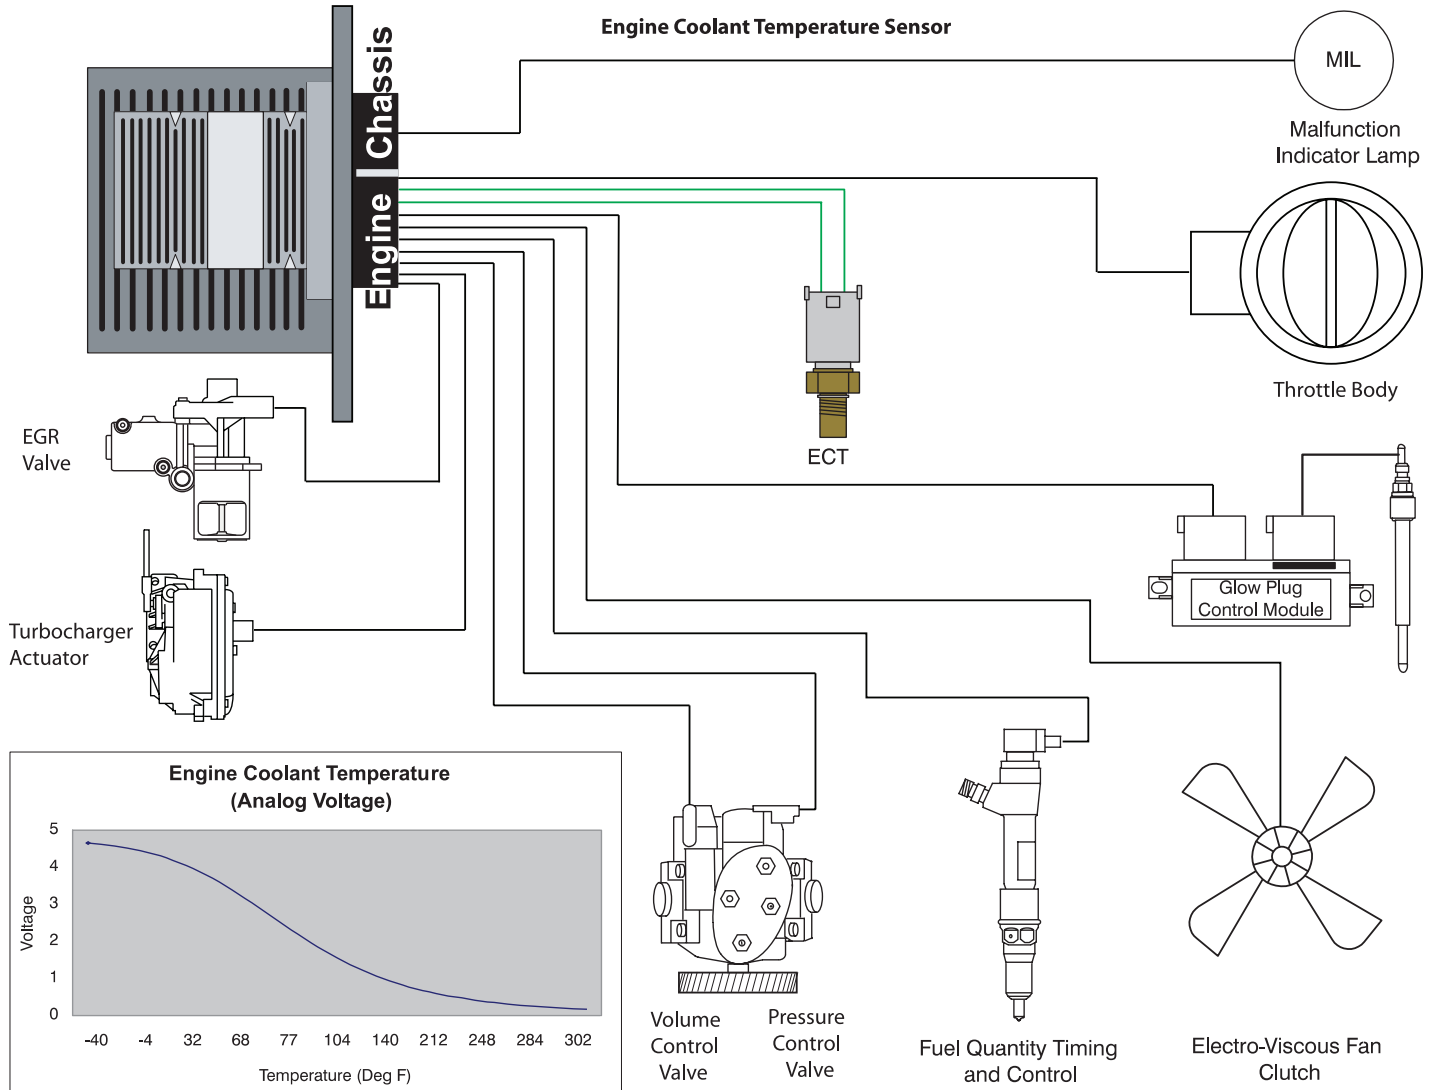 Engine Coolant Temperature Sensor
Chassis
Engine
MIL
Malfunction
Indicator Lamp
Throttle Body
ECT
EGR
Valve
Glow Plug
Control Module
Turbocharger
Actuator
Engine Coolant Temperature
(Analog Voltage)
5
4
3
2
1
0
Voltage
-40 -4 32 68 77 104 140 212 248 284 302
Temperature (Deg F)
Volume
Control
Valve
Pressure
Control
Valve
Fuel Quantity Timing
and Control
Electro-Viscous Fan
Clutch